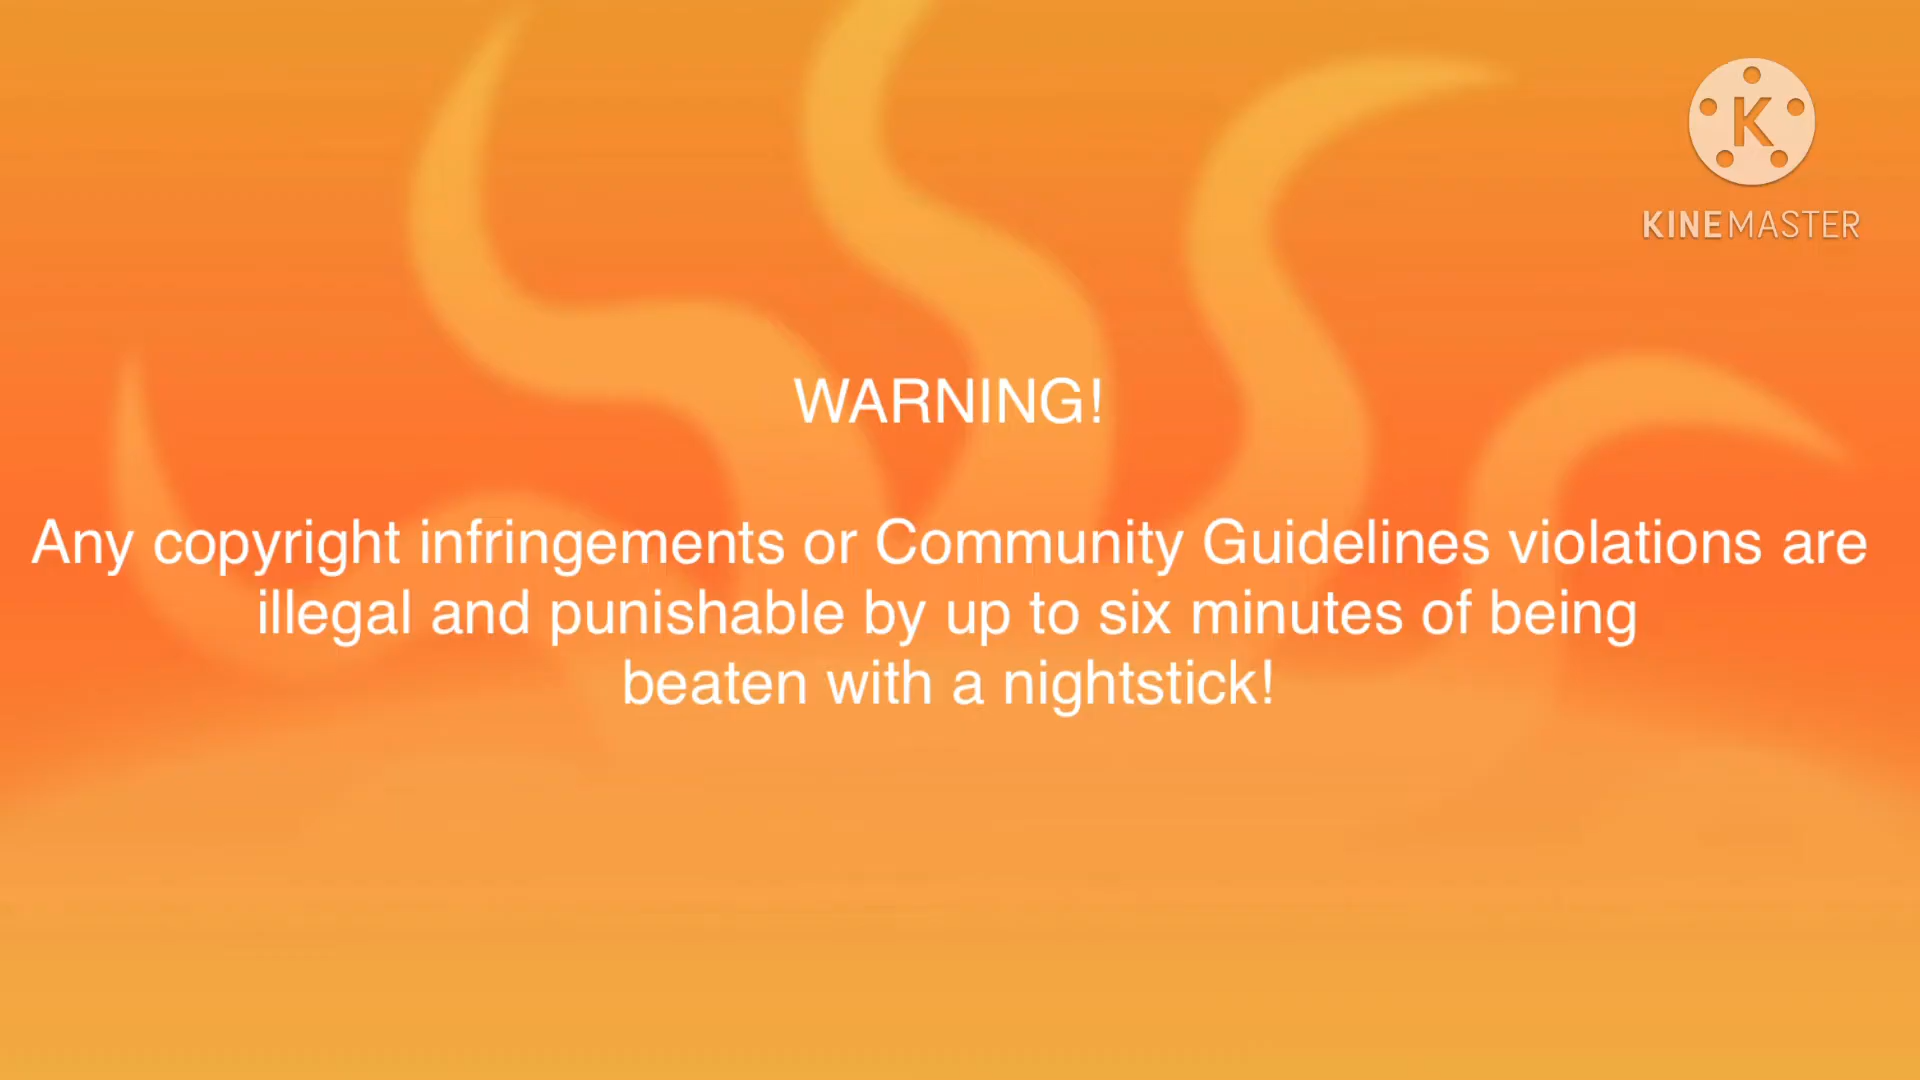 K
KINEMASTER
WARNING!
Any copyright infringements or Community Guidelines violations are
illegal and punishable by up to six minutes of being
beaten with a nightstick!